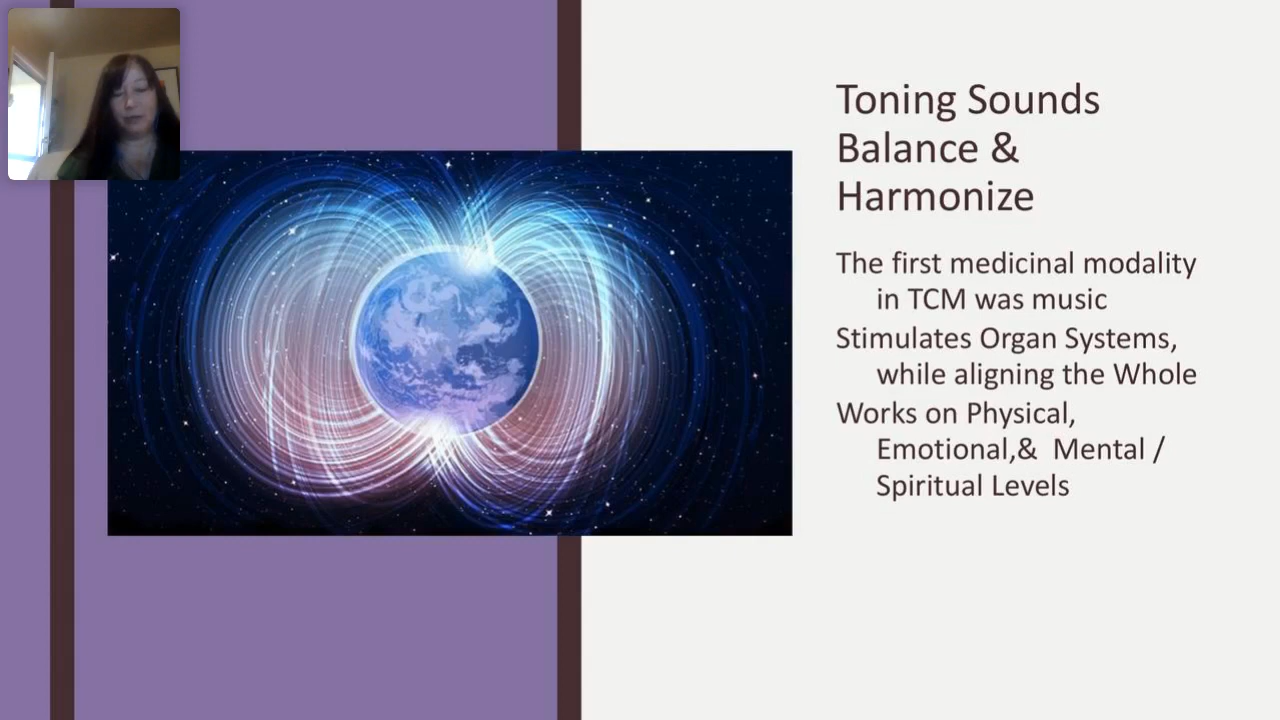 Toning Sounds
Balance &
Harmonize
The first medicinal modality
in TCM was music
Stimulates Organ Systems,
while aligning the Whole
Works on Physical,
Emotional,&  Mental /
Spiritual Levels